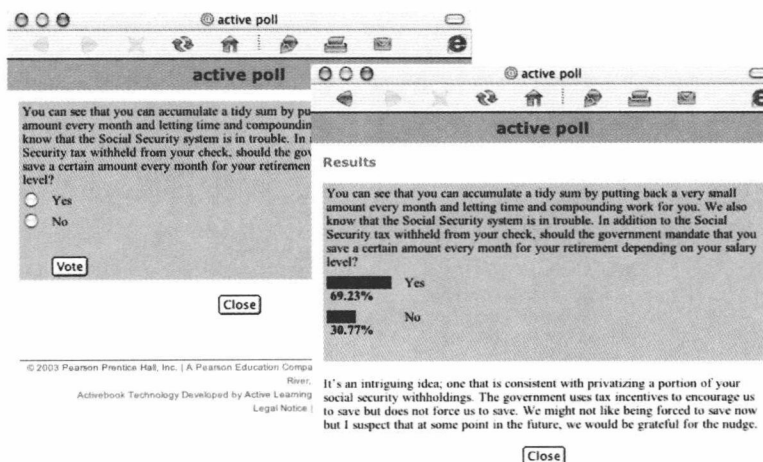 active poll
active poll
You can see that you can accumulate a tidy sum by pu
amount every month and letting time and compoundin
know that the Social Security system is in trouble. In
Security tax withheld from your check, should the gov
save a certain amount every month for your retiremen
level?
Yes
No
Vote
Close
© 2003 Pearson Prentice Hall, Inc. | A Pearson Education Compa
River,
Activebook Technology Developed by Active Learning
Legal Notice |
active poll
active poll
Results
You can see that you can accumulate a tidy sum by putting back a very small
amount every month and letting time and compounding work for you. We also
know that the Social Security system is in trouble. In addition to the Social
Security tax withheld from your check, should the government mandate that you
save a certain amount every month for your retirement depending on your salary
level?
Yes
69.23%
No
30.77%
It's an intriguing idea; one that is consistent with privatizing a portion of your
social security withholdings. The government uses tax incentives to encourage us
to save but does not force us to save. We might not like being forced to save now
but I suspect that at some point in the future, we would be grateful for the nudge.
Close